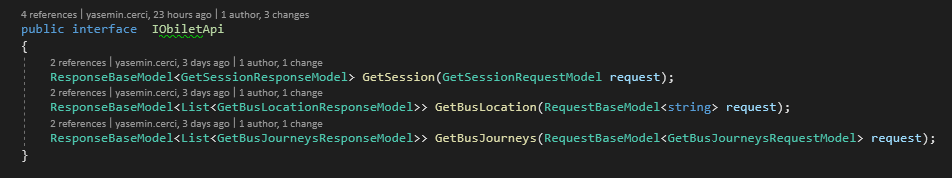 4 references | yasemin.cerci, 23 hours ago | 1 author, 3 changes
public interface IObiletApi
{
2 references | yasemin.cerci, 3 days ago | 1 author, 1 change
ResponseBaseModel<GetSessionResponseModel> GetSession(GetSessionRequestModel request);
2 references | yasemin.cerci, 3 days ago | 1 author, 1 change
ResponseBaseModel<List<GetBusLocationResponseModel>> GetBusLocation(RequestBaseModel<string> request);
2 references | yasemin.cerci, 3 days ago | 1 author, 1 change
ResponseBaseModel<List<GetBusJourneysResponseModel>> GetBusJourneys(RequestBaseModel<GetBusJourneysRequestModel> request);
}